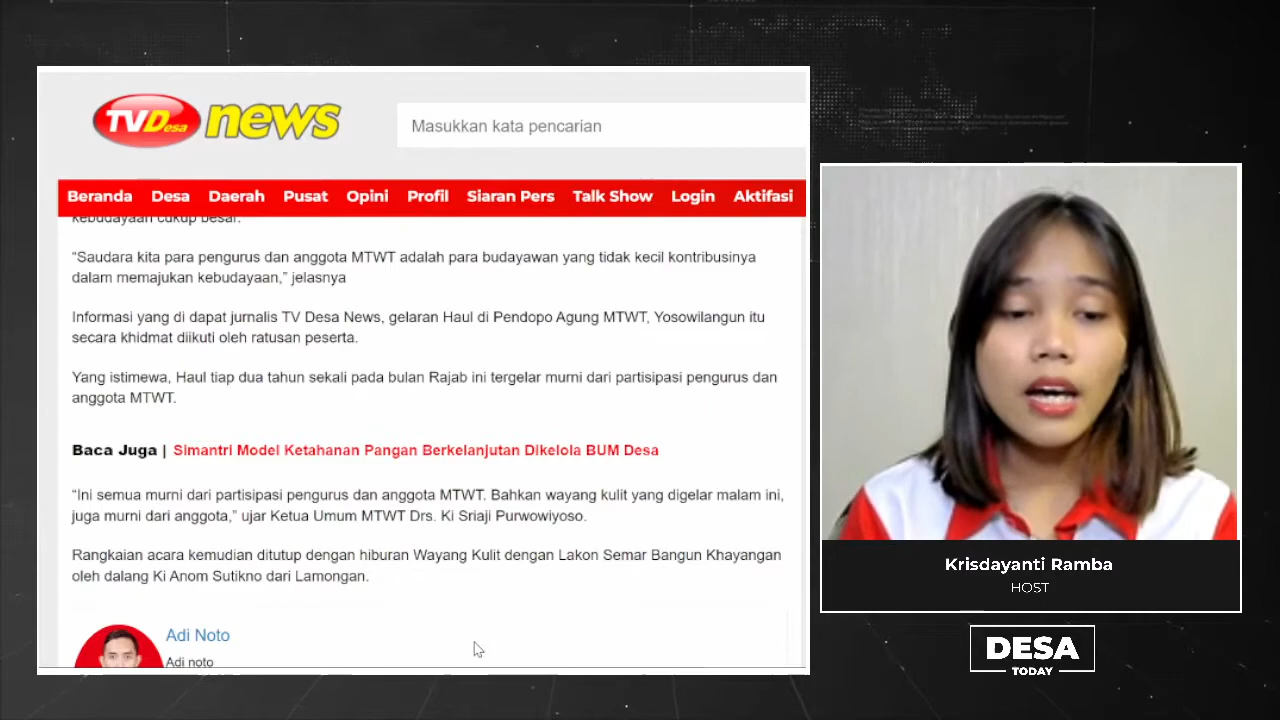 TVDesa news
Masukkan kata pencarian
Beranda Desa Daerah Pusat Opini Profil Siaran Pers Talk Show Login Aktifasi
kebudayaan cukup besar.
“Saudara kita para pengurus dan anggota MTWT adalah para budayawan yang tidak kecil kontribusinya
dalam memajukan kebudayaan,” jelasnya
Informasi yang di dapat jurnalis TV Desa News, gelaran Haul di Pendopo Agung MTWT, Yosowilangun itu
secara khidmat diikuti oleh ratusan peserta.
Yang istimewa, Haul tiap dua tahun sekali pada bulan Rajab ini tergelar murni dari partisipasi pengurus dan
anggota MTWT.
Baca Juga | Simantri Model Ketahanan Pangan Berkelanjutan Dikelola BUM Desa
“Ini semua murni dari partisipasi pengurus dan anggota MTWT. Bahkan wayang kulit yang digelar malam ini,
juga murni dari anggota,” ujar Ketua Umum MTWT Drs. Ki Sriaji Purwowiyoso.
Rangkaian acara kemudian ditutup dengan hiburan Wayang Kulit dengan Lakon Semar Bangun Khayangan
oleh dalang Ki Anom Sutikno dari Lamongan.
Adi Noto
Adi noto
Krisdayanti Ramba
HOST
DESA
TODAY